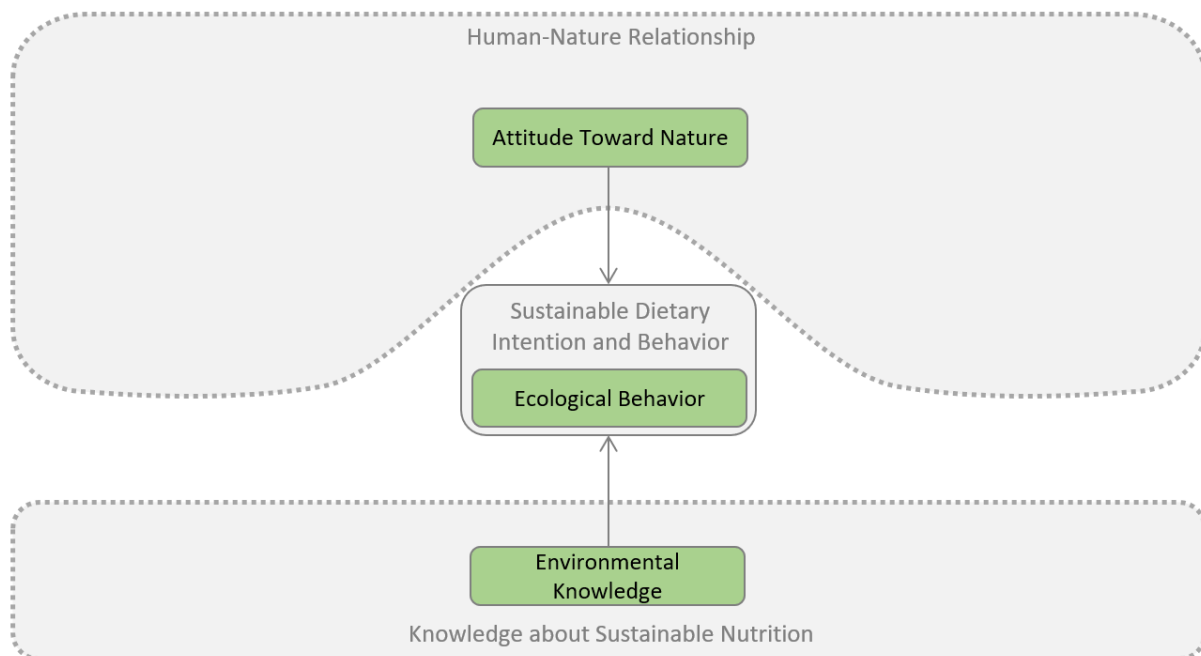 Human-Nature Relationship
Attitude Toward Nature
Sustainable Dietary
Intention and Behavior
Ecological Behavior
Environmental
Knowledge
Knowledge about Sustainable Nutrition